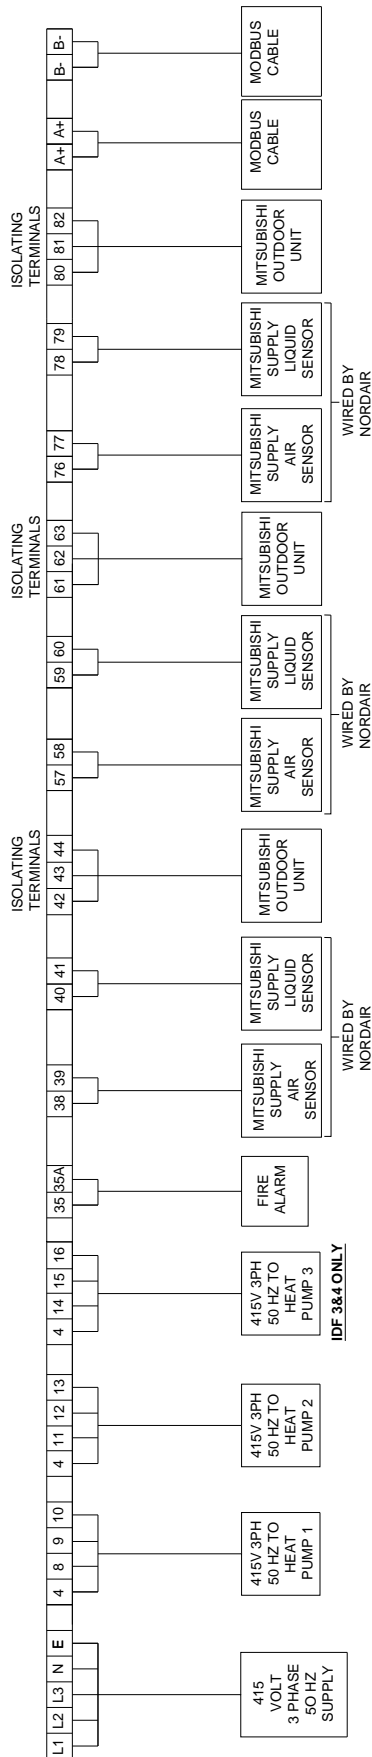 ISOLATING
TERMINALS
ISOLATING
TERMINALS
ISOLATING
TERMINALS
L1 L2 L3 N E 4 8 9 10 4 11 12 13 4 14 15 16 35 35A 38 39 40 41 42 43 44 57 58 59 60 61 62 63 76 77 78 79 80 81 82 A+ A+ B- B-
415
VOLT
3 PHASE
5O HZ
SUPPLY
415V 3PH
50 HZ TO
HEAT
PUMP 1
415V 3PH
50 HZ TO
HEAT
PUMP 2
415V 3PH
50 HZ TO
HEAT
PUMP 3
IDF 3&4 ONLY
FIRE
ALARM
MITSUBISHI
SUPPLY
AIR
SENSOR
MITSUBISHI
SUPPLY
LIQUID
SENSOR
WIRED BY
NORDAIR
MITSUBISHI
OUTDOOR
UNIT
MITSUBISHI
SUPPLY
AIR
SENSOR
MITSUBISHI
SUPPLY
LIQUID
SENSOR
WIRED BY
NORDAIR
MITSUBISHI
OUTDOOR
UNIT
MITSUBISHI
SUPPLY
AIR
SENSOR
MITSUBISHI
SUPPLY
LIQUID
SENSOR
WIRED BY
NORDAIR
MITSUBISHI
OUTDOOR
UNIT
MODBUS
CABLE
MODBUS
CABLE